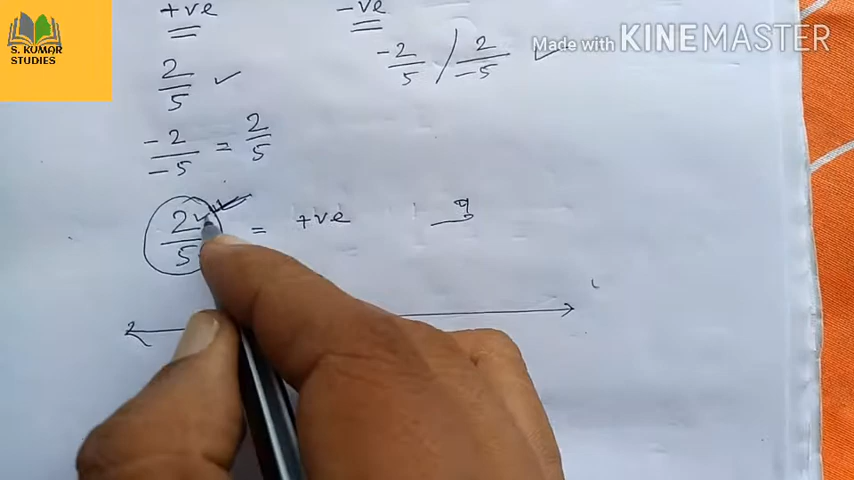 S. KUMAR
STUDIES
Made with KINEMASTER
+ve
-ve
2/5 ✓
-2/5 / 2/-5 ✓
-2/-5 = 2/5
2/5 = +ve